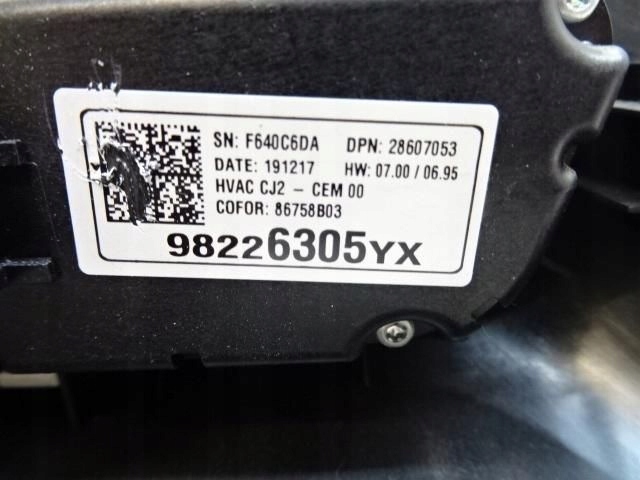 SN: F640C6DA DPN: 28607053
DATE: 191217 HW: 07.00 / 06.95
HVAC CJ2 - CEM 00
COFOR: 86758B03
98226305YX